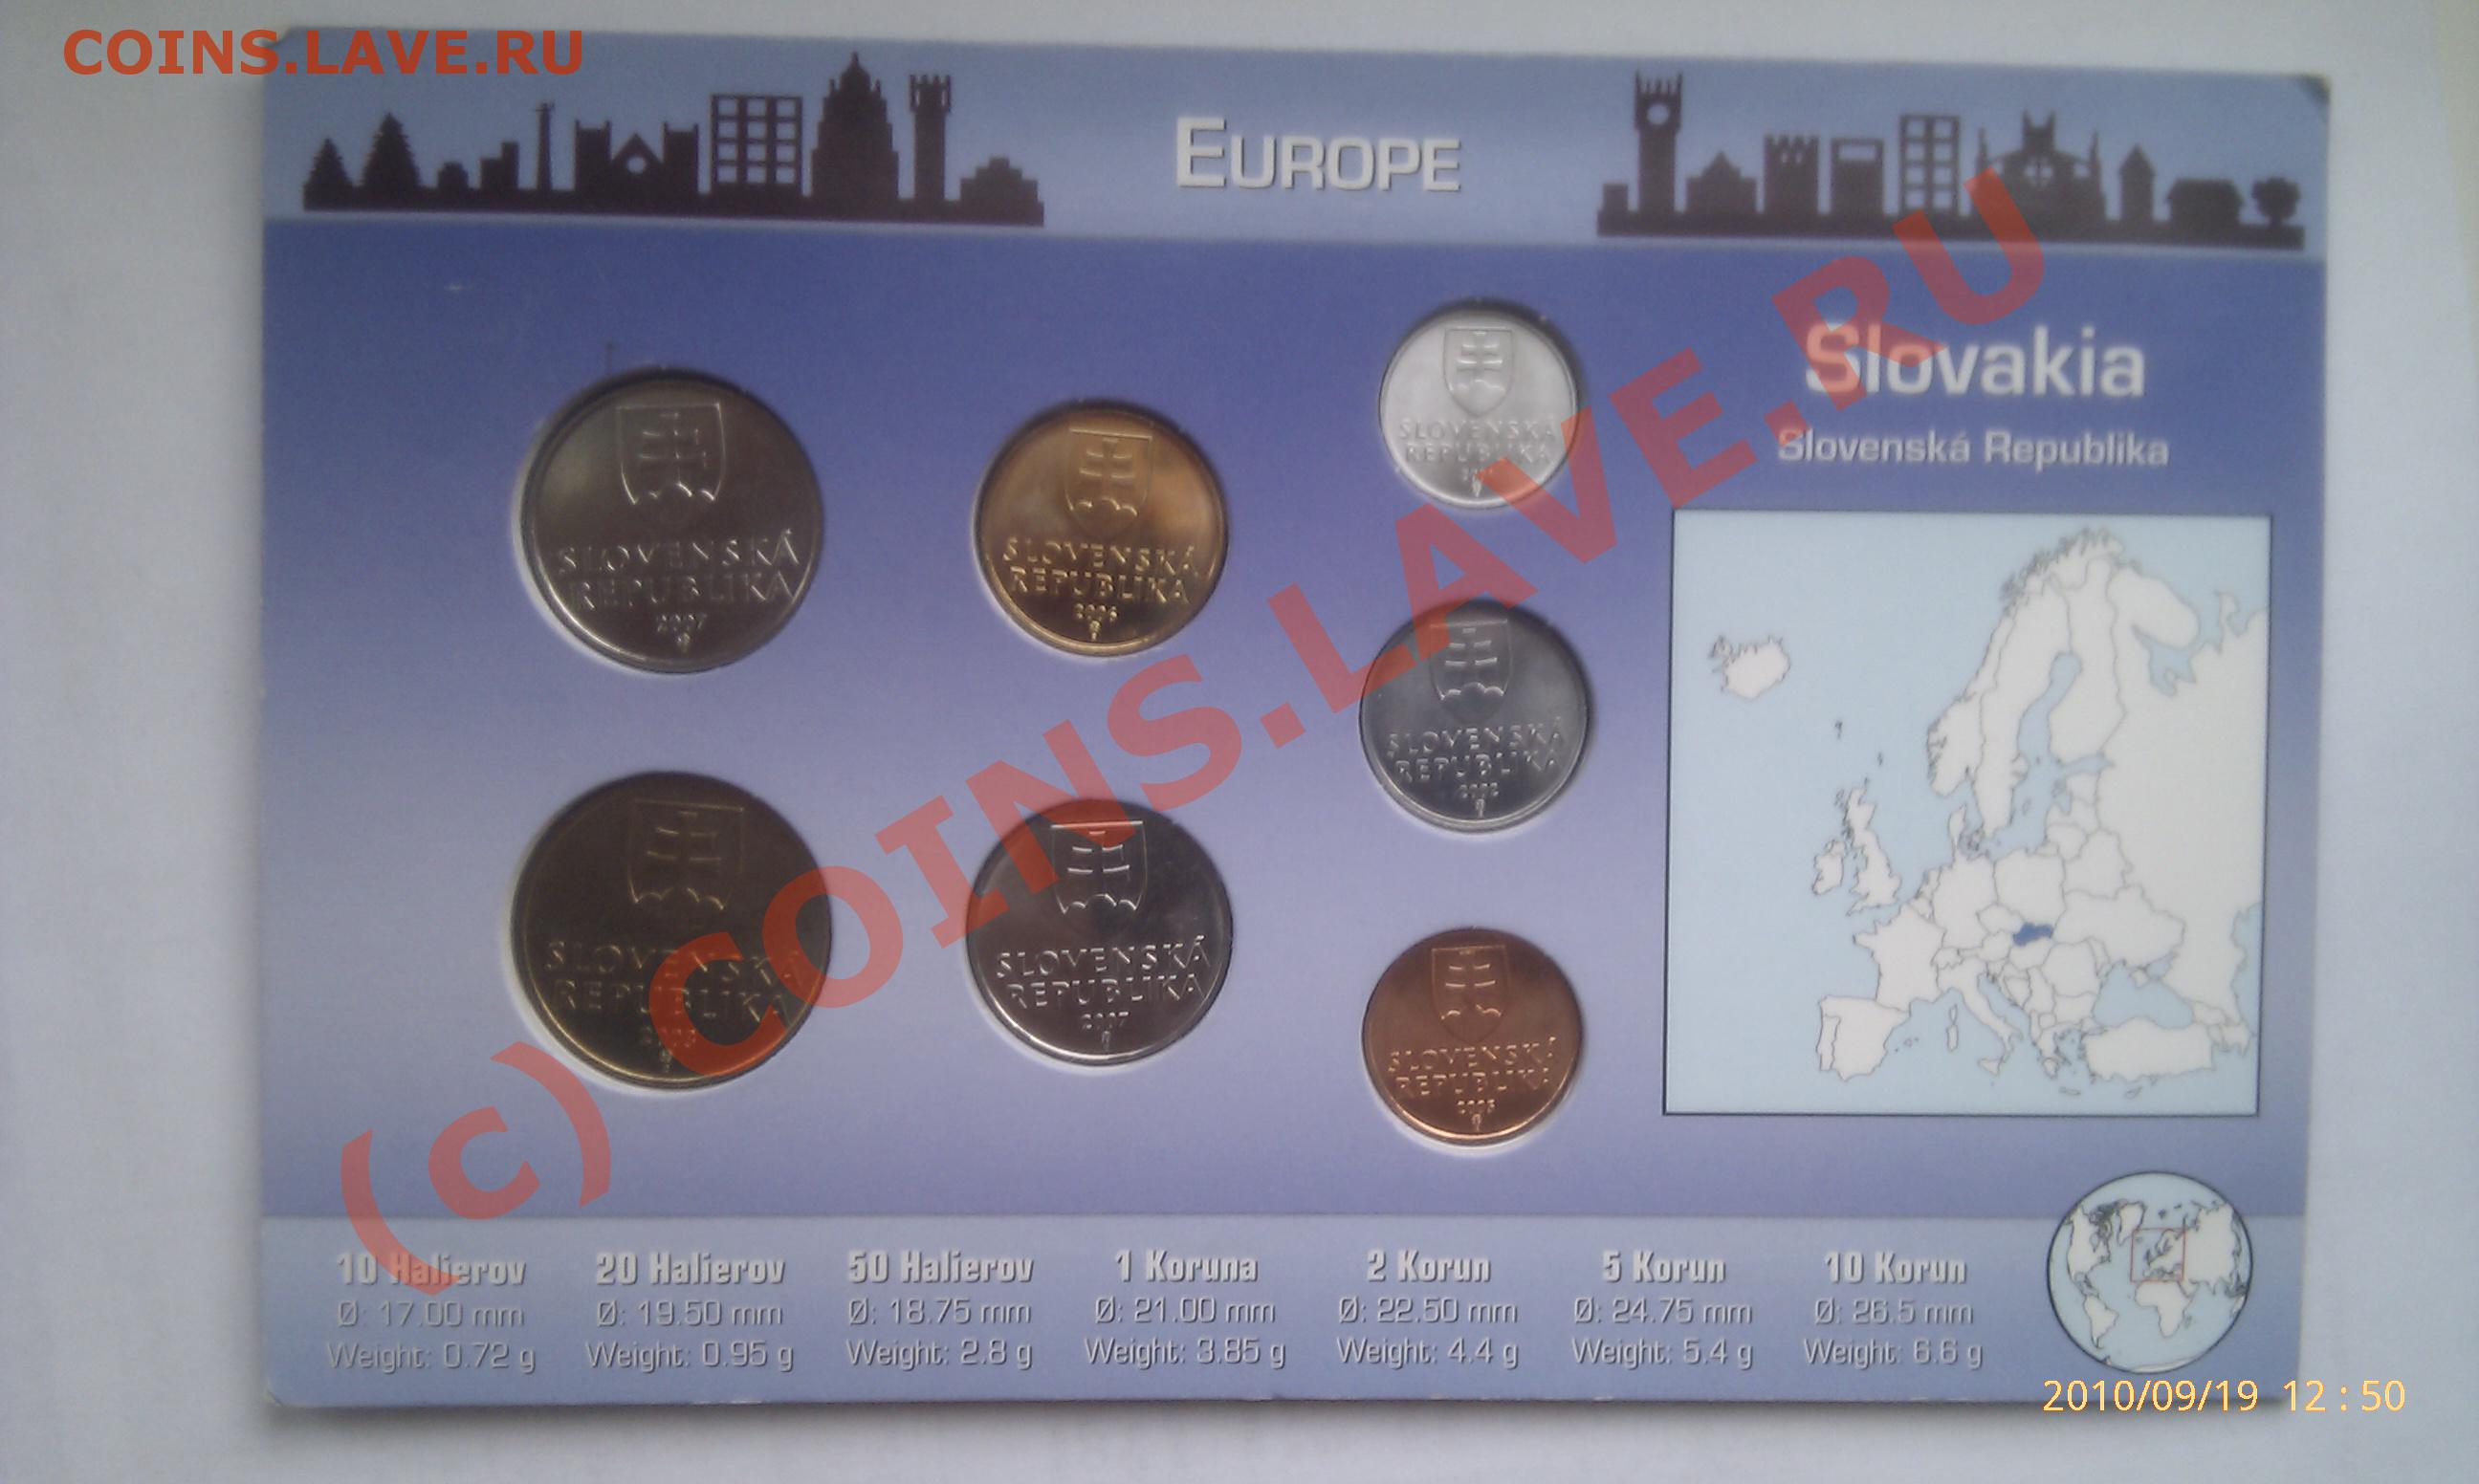 COINS.LAVE.RU
EUROPE
Slovakia
Slovenská Republika
SLOVENSKÁ
REPUBLIKA
2007
SLOVENSKÁ
REPUBLIKA
2006
SLOVENSKÁ
REPUBLIKA
SLOVENSKÁ
REPUBLIKA
SLOVENSKÁ
REPUBLIKA
SLOVENSKÁ
REPUBLIKA
2007
SLOVENSKÁ
REPUBLIKA
(c) COINS.LAVE.RU
10 Halierov
Ø: 17.00 mm
Weight: 0.72 g
20 Halierov
Ø: 19.50 mm
Weight: 0.95 g
50 Halierov
Ø: 18.75 mm
Weight: 2.8 g
1 Koruna
Ø: 21.00 mm
Weight: 3.85 g
2 Korun
Ø: 22.50 mm
Weight: 4.4 g
5 Korun
Ø: 24.75 mm
Weight: 5.4 g
10 Korun
Ø: 26.5 mm
Weight: 6.6 g
2010/09/19 12:50